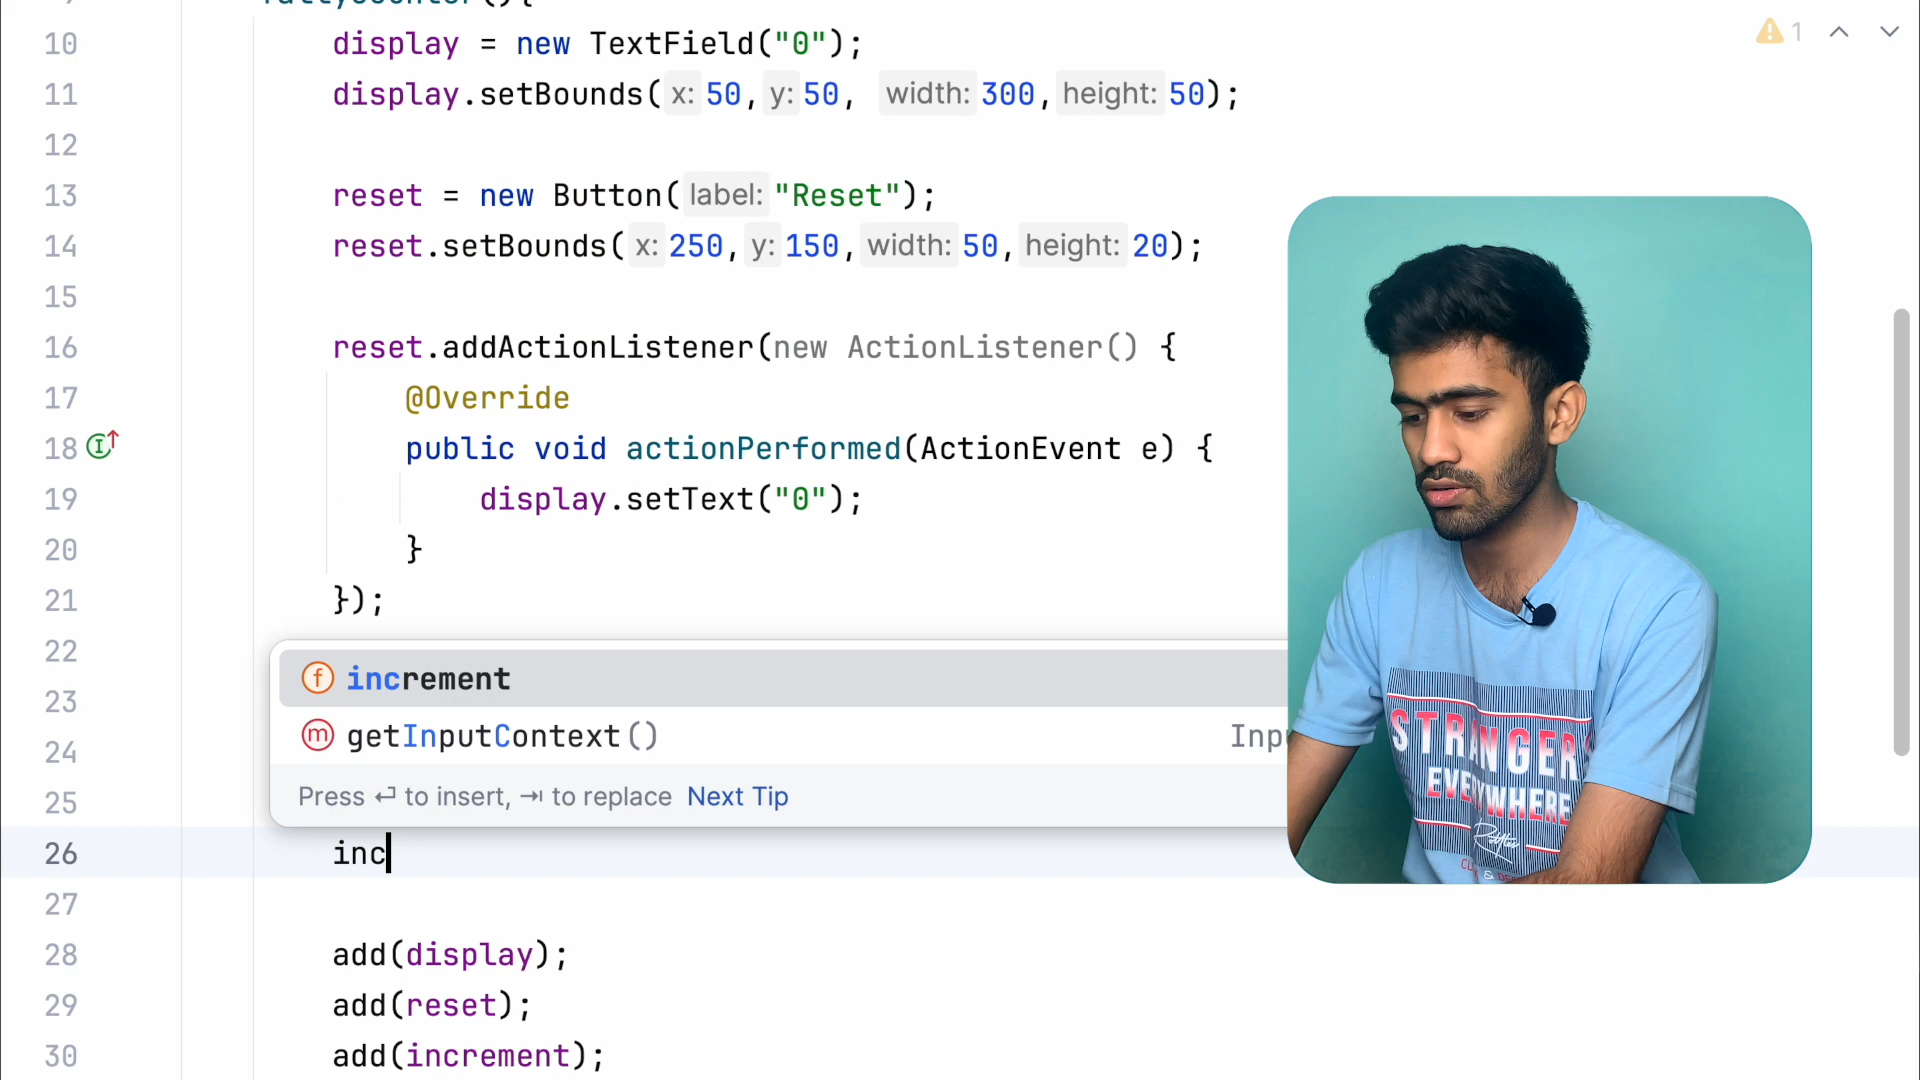 10 display = new TextField("0");
11 display.setBounds( x: 50, y: 50, width: 300, height: 50);
12
13 reset = new Button( label: "Reset");
14 reset.setBounds( x: 250, y: 150, width: 50, height: 20);
15
16 reset.addActionListener(new ActionListener() {
17 @Override
18 public void actionPerformed(ActionEvent e) {
19 display.setText("0");
20 }
21 });
22
23
24
25
increment
getInputContext()
Press ⏎ to insert, ⇥ to replace Next Tip
26 inc
27
28 add(display);
29 add(reset);
30 add(increment);
1
STRANGER
EVERYWHERE